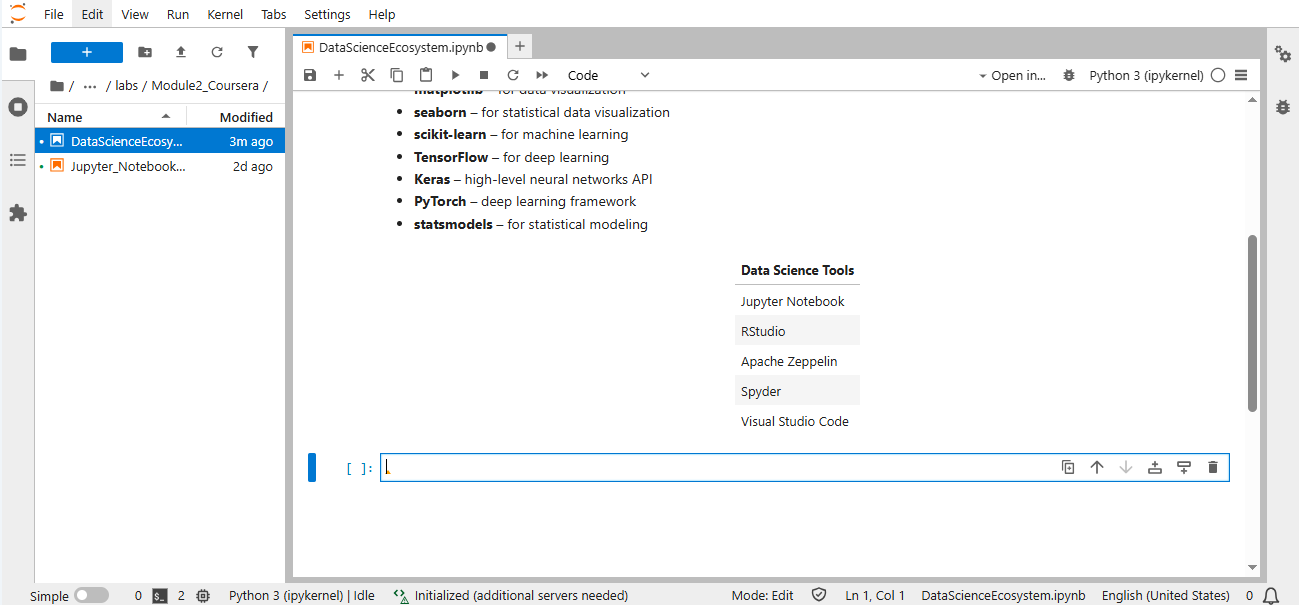 File Edit View Run Kernel Tabs Settings Help
+
/ ··· / labs / Module2_Coursera /
Name Modified
DataScienceEcosy... 3m ago
Jupyter_Notebook... 2d ago
DataScienceEcosystem.ipynb
Code
Open in...
Python 3 (ipykernel)
matplotlib – for data visualization
seaborn – for statistical data visualization
scikit-learn – for machine learning
TensorFlow – for deep learning
Keras – high-level neural networks API
PyTorch – deep learning framework
statsmodels – for statistical modeling
Data Science Tools
Jupyter Notebook
RStudio
Apache Zeppelin
Spyder
Visual Studio Code
[ ]:
Simple 0 $_ 2 Python 3 (ipykernel) | Idle Initialized (additional servers needed) Mode: Edit Ln 1, Col 1 DataScienceEcosystem.ipynb English (United States) 0